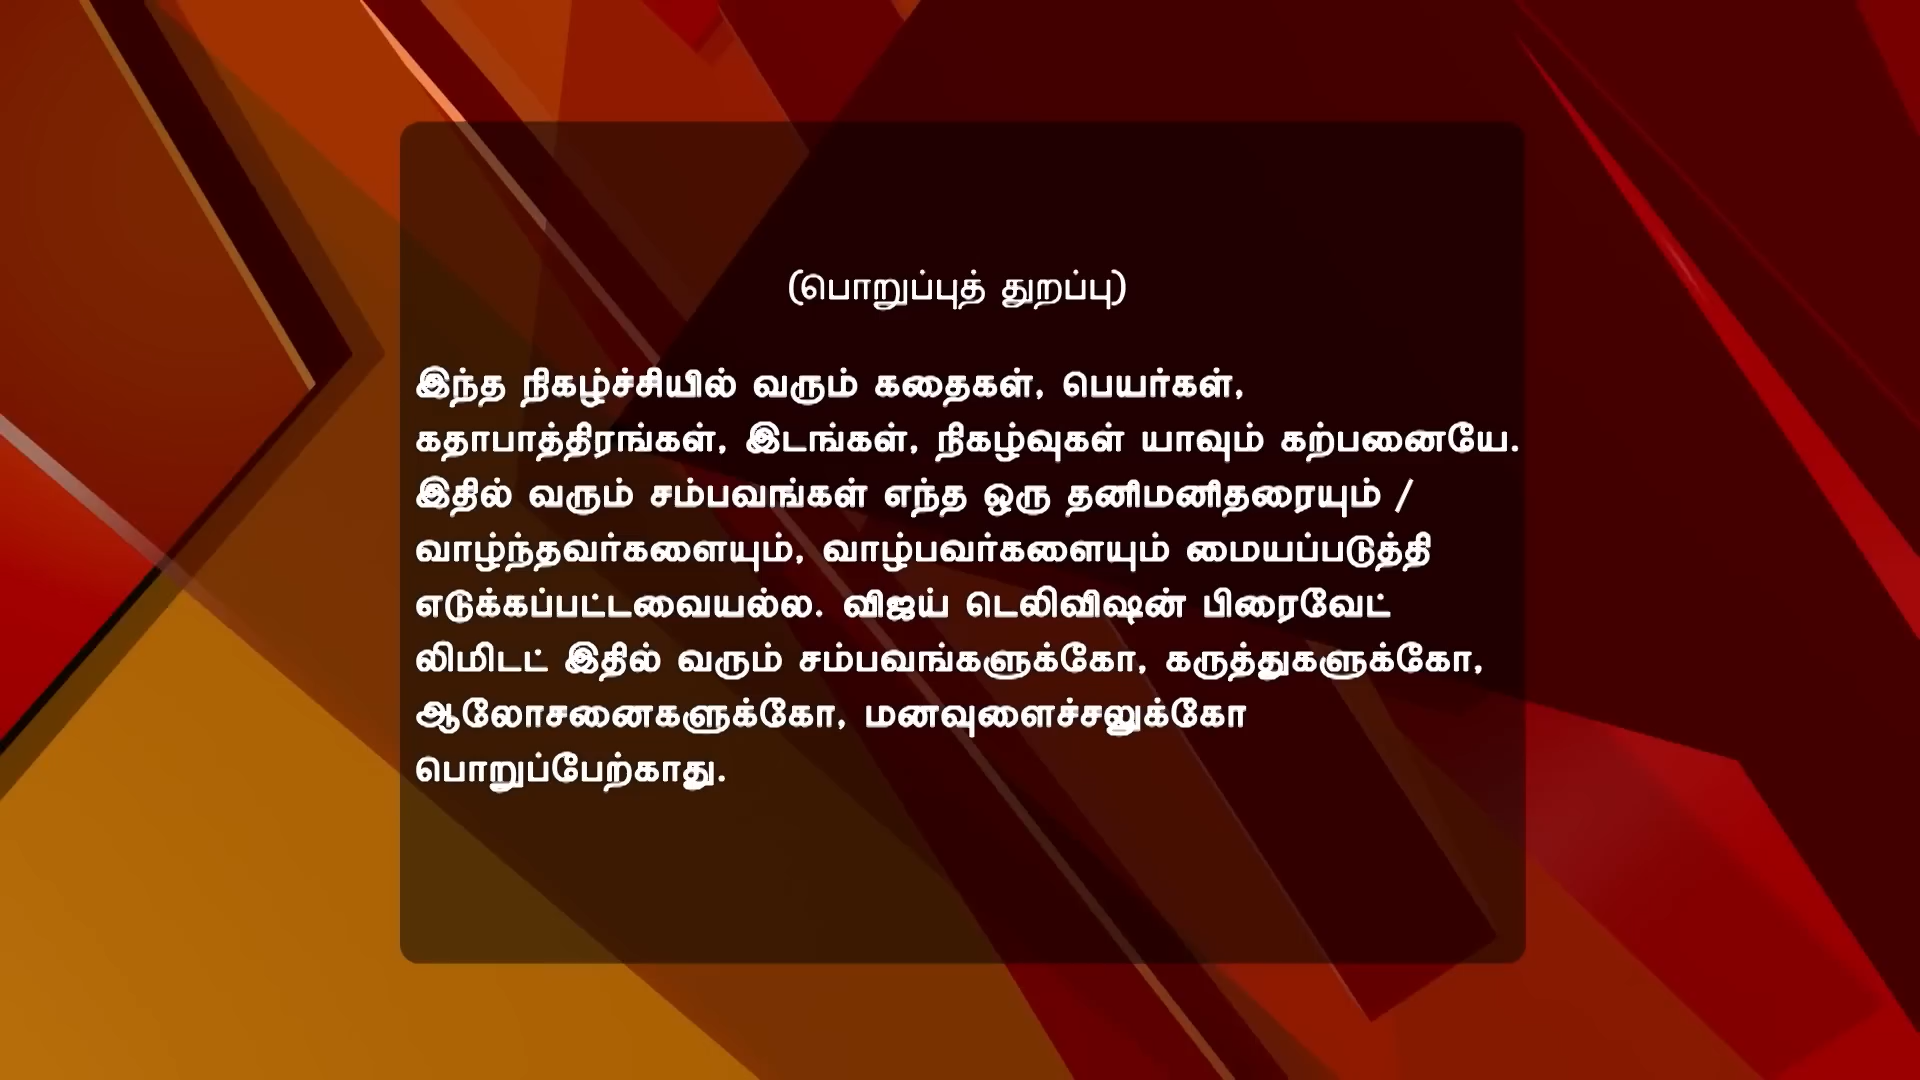 (பொறுப்புத் துறப்பு)
இந்த நிகழ்ச்சியில் வரும் கதைகள், பெயர்கள்,
கதாபாத்திரங்கள், இடங்கள், நிகழ்வுகள் யாவும் கற்பனையே.
இதில் வரும் சம்பவங்கள் எந்த ஒரு தனிமனிதரையும் /
வாழ்ந்தவர்களையும், வாழ்பவர்களையும் மையப்படுத்தி
எடுக்கப்பட்டவையல்ல. விஜய் டெலிவிஷன் பிரைவேட்
லிமிடட் இதில் வரும் சம்பவங்களுக்கோ, கருத்துகளுக்கோ,
ஆலோசனைகளுக்கோ, மனவுளைச்சலுக்கோ
பொறுப்பேற்காது.